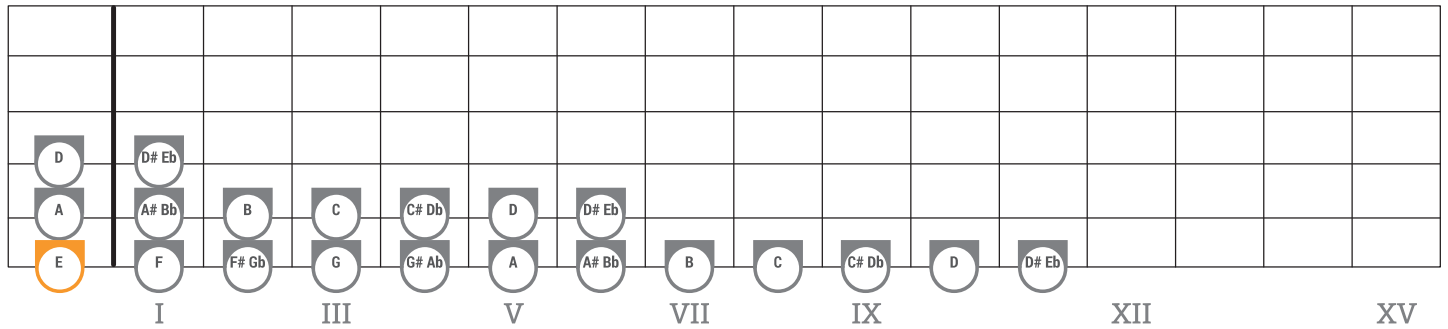 D D# Eb
A A# Bb B C C# Db D D# Eb
E F F# Gb G G# Ab A A# Bb B C C# Db D D# Eb
I III V VII IX XII XV